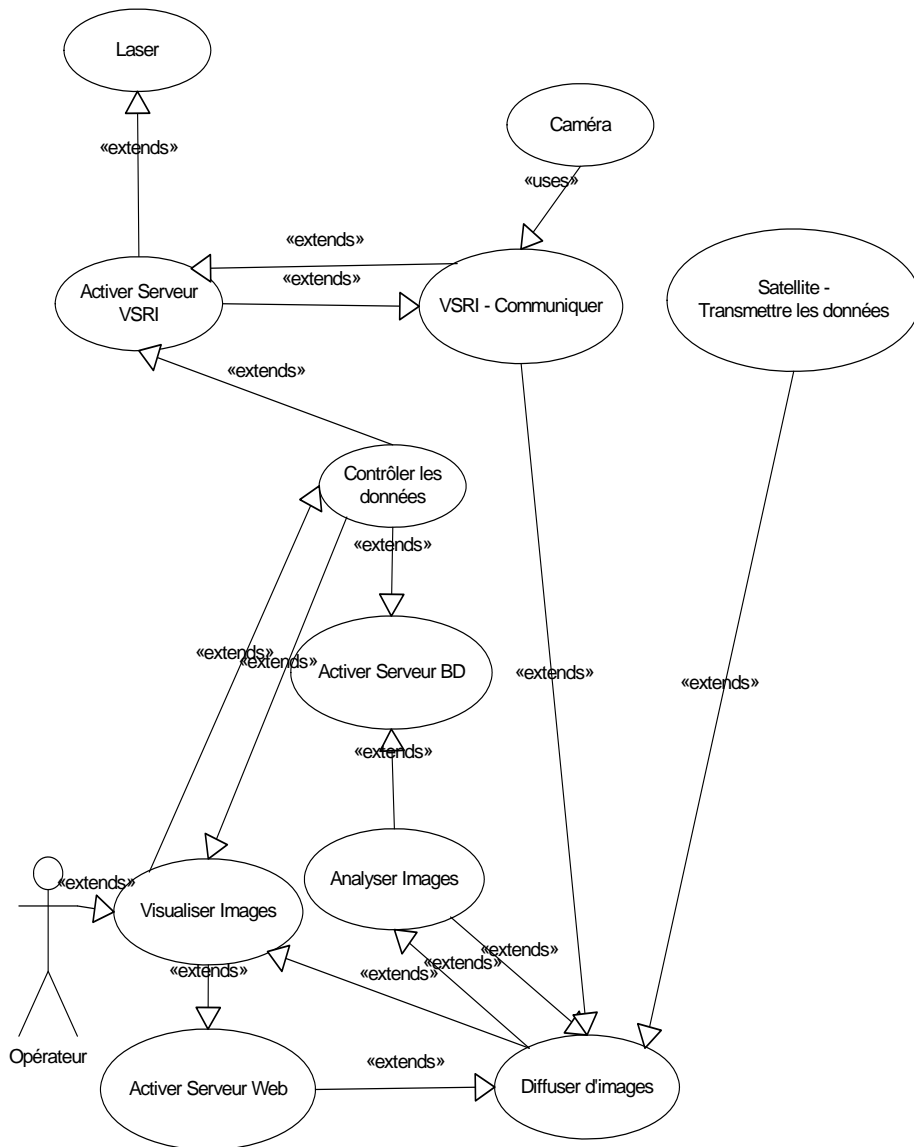 Laser
Caméra
«extends»
«uses»
«extends»
«extends»
Activer Serveur
VSRI
VSRI - Communiquer
Satellite -
Transmettre les données
«extends»
Contrôler les
données
«extends»
«extends»
«extends»
Activer Serveur BD
«extends»
«extends»
«extends»
Analyser Images
«extends»
Visualiser Images
«extends»
«extends»
«extends»
«extends»
Opérateur
«extends»
Activer Serveur Web
Diffuser d'images